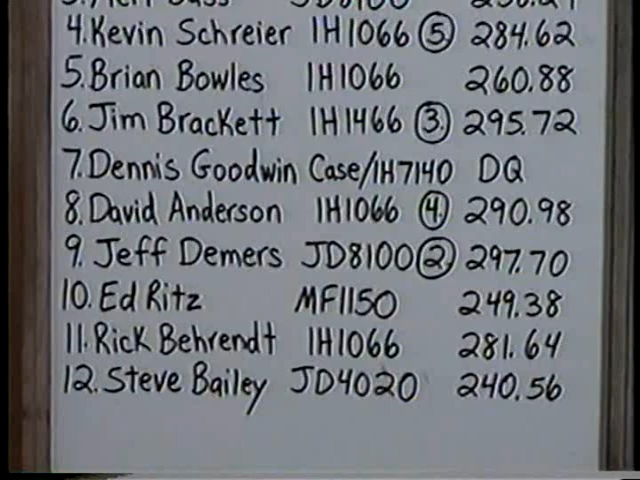 4. Kevin Schreier IH1066 (5) 284.62
5. Brian Bowles IH1066 260.88
6. Jim Brackett IH1466 (3.) 295.72
7. Dennis Goodwin Case/IH7140 DQ
8. David Anderson IH1066 (4.) 290.98
9. Jeff Demers JD8100 (2.) 297.70
10. Ed Ritz MF1150 249.38
11. Rick Behrendt IH1066 281.64
12. Steve Bailey JD4020 240.56